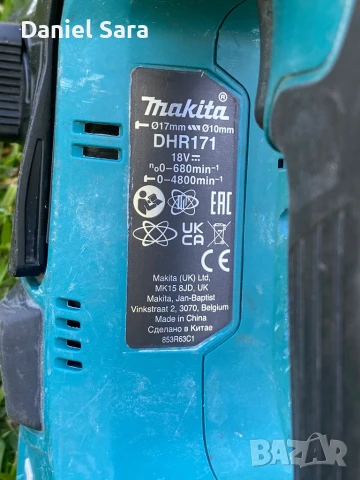 Daniel Sara
makita®
Ø17mm Ø10mm
DHR171
18V⎓
n₀0-680min⁻¹
0-4800min⁻¹
EAC
UK
CA
CE
Makita (UK) Ltd,
MK15 8JD, UK
Makita, Jan-Baptist
Vinkstraat 2, 3070, Belgium
Made in China
Сделано в Китае
853R63C1
BAZAR